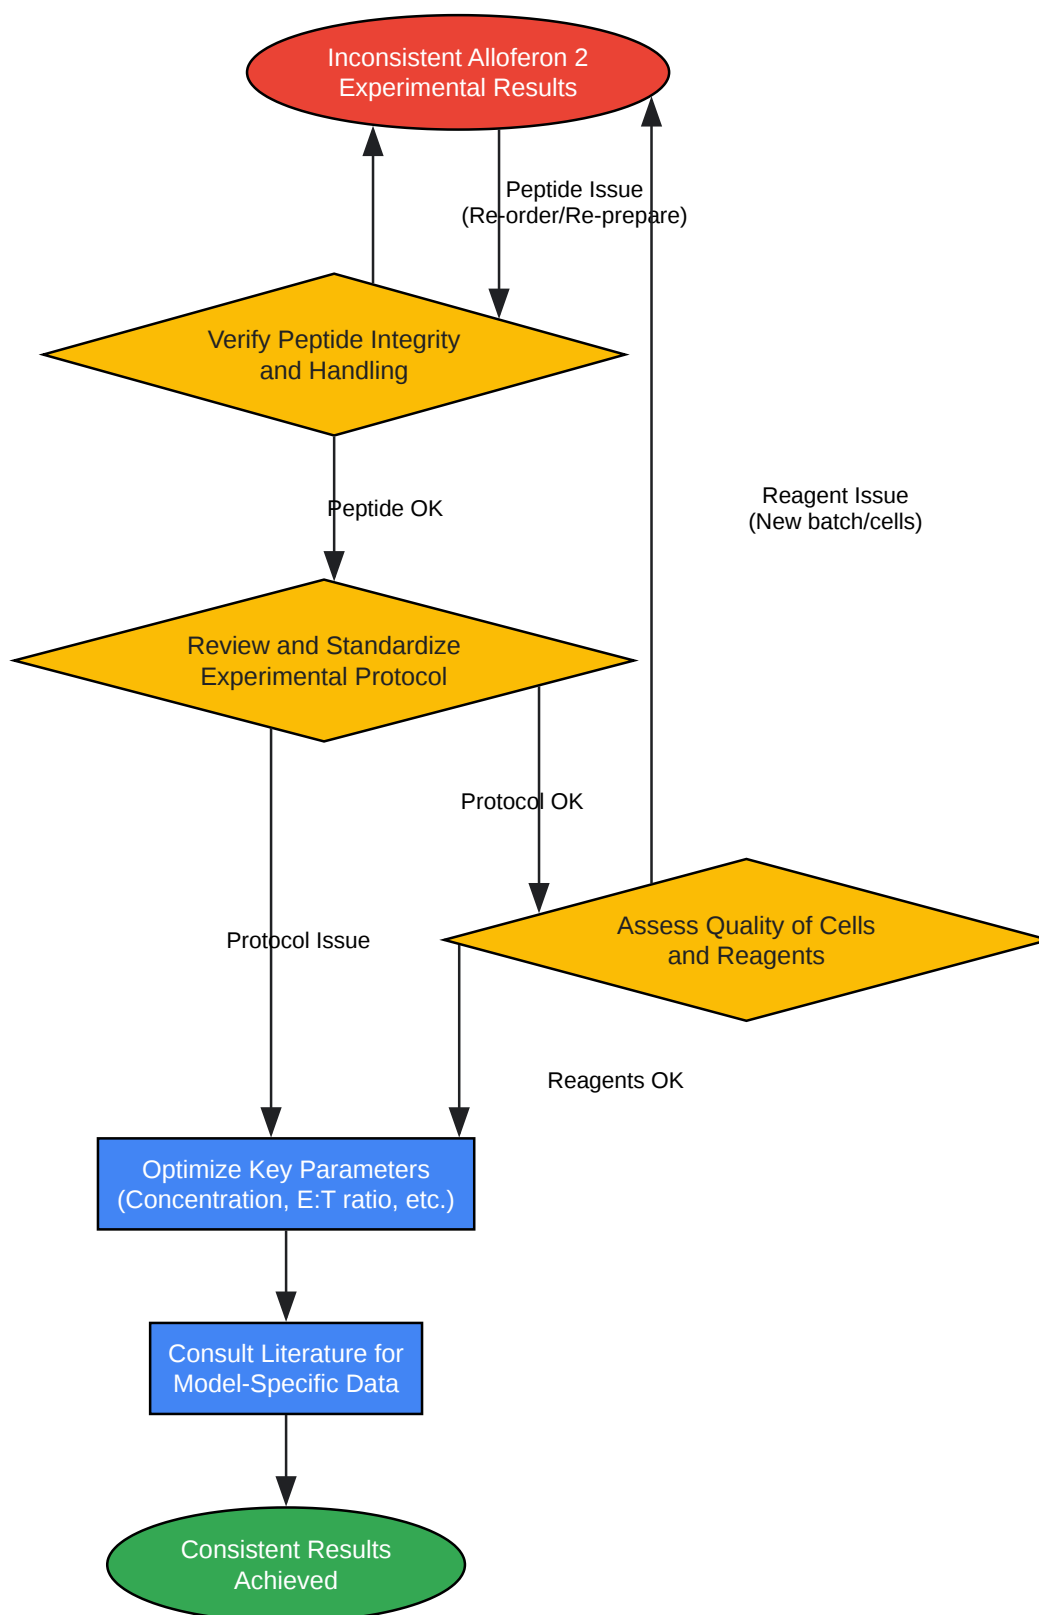 Inconsistent Alloferon 2
Experimental Results
Peptide Issue
(Re-order/Re-prepare)
Verify Peptide Integrity
and Handling
Reagent Issue
(New batch/cells)
Peptide OK
Review and Standardize
Experimental Protocol
Protocol OK
Assess Quality of Cells
and Reagents
Protocol Issue
Reagents OK
Optimize Key Parameters
(Concentration, E:T ratio, etc.)
Consult Literature for
Model-Specific Data
Consistent Results
Achieved